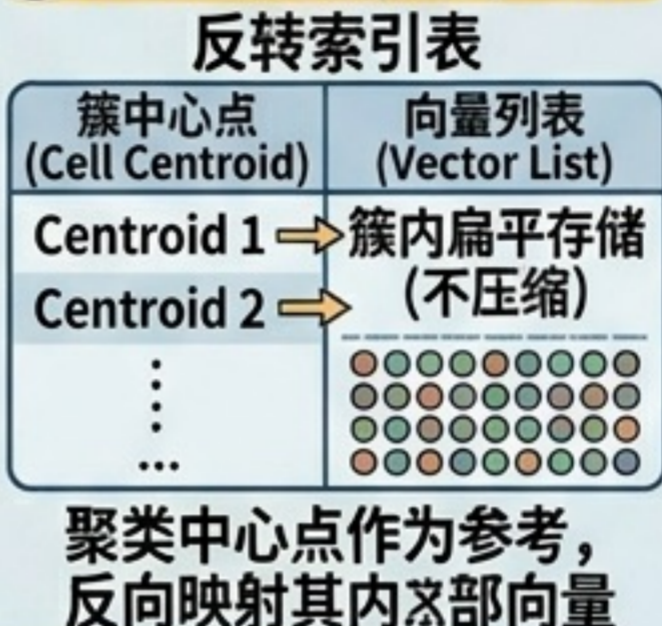 反转索引表
簇中心点
(Cell Centroid)
向量列表
(Vector List)
Centroid 1
簇内扁平存储
(不压缩)
Centroid 2
...
聚类中心点作为参考，
反向映射其内部向量